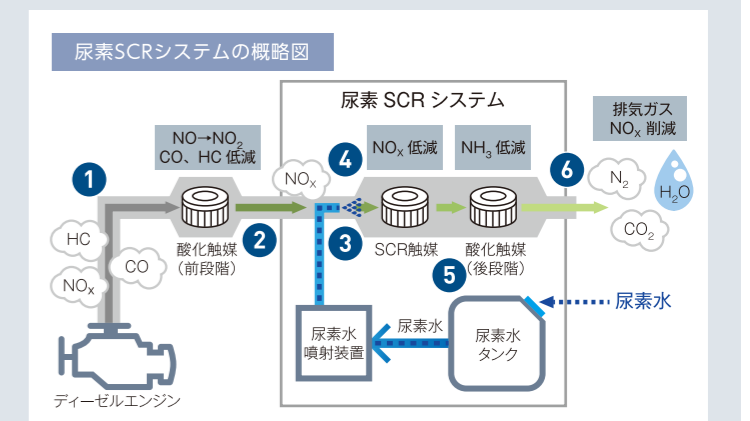 尿素SCRシステムの概略図
尿素 SCR システム
排気ガス
NOX 削減
NO→NO2
CO、HC 低減
NOX 低減
NH3 低減
1
4
6
NOX
N2
H2O
HC
CO
NOX
2
3
CO2
酸化触媒
（前段階）
SCR触媒
酸化触媒
（後段階）
5
尿素水
尿素水
噴射装置
尿素水
尿素水
タンク
ディーゼルエンジン